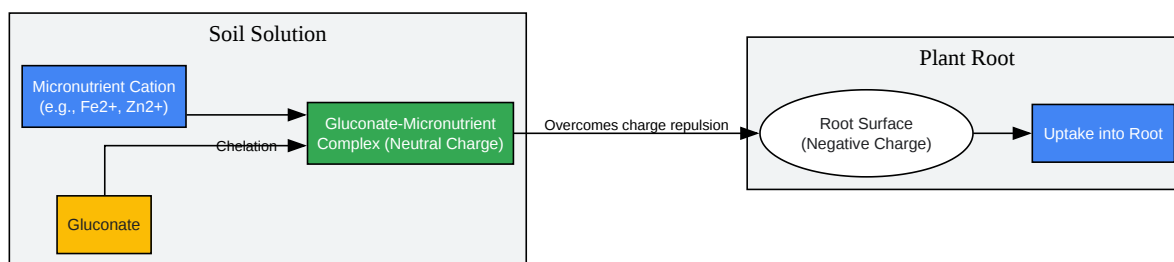 Soil Solution
Micronutrient Cation
(e.g., Fe2+, Zn2+)
Chelation
Gluconate
Gluconate-Micronutrient
Complex (Neutral Charge)
Overcomes charge repulsion
Plant Root
Root Surface
(Negative Charge)
Uptake into Root